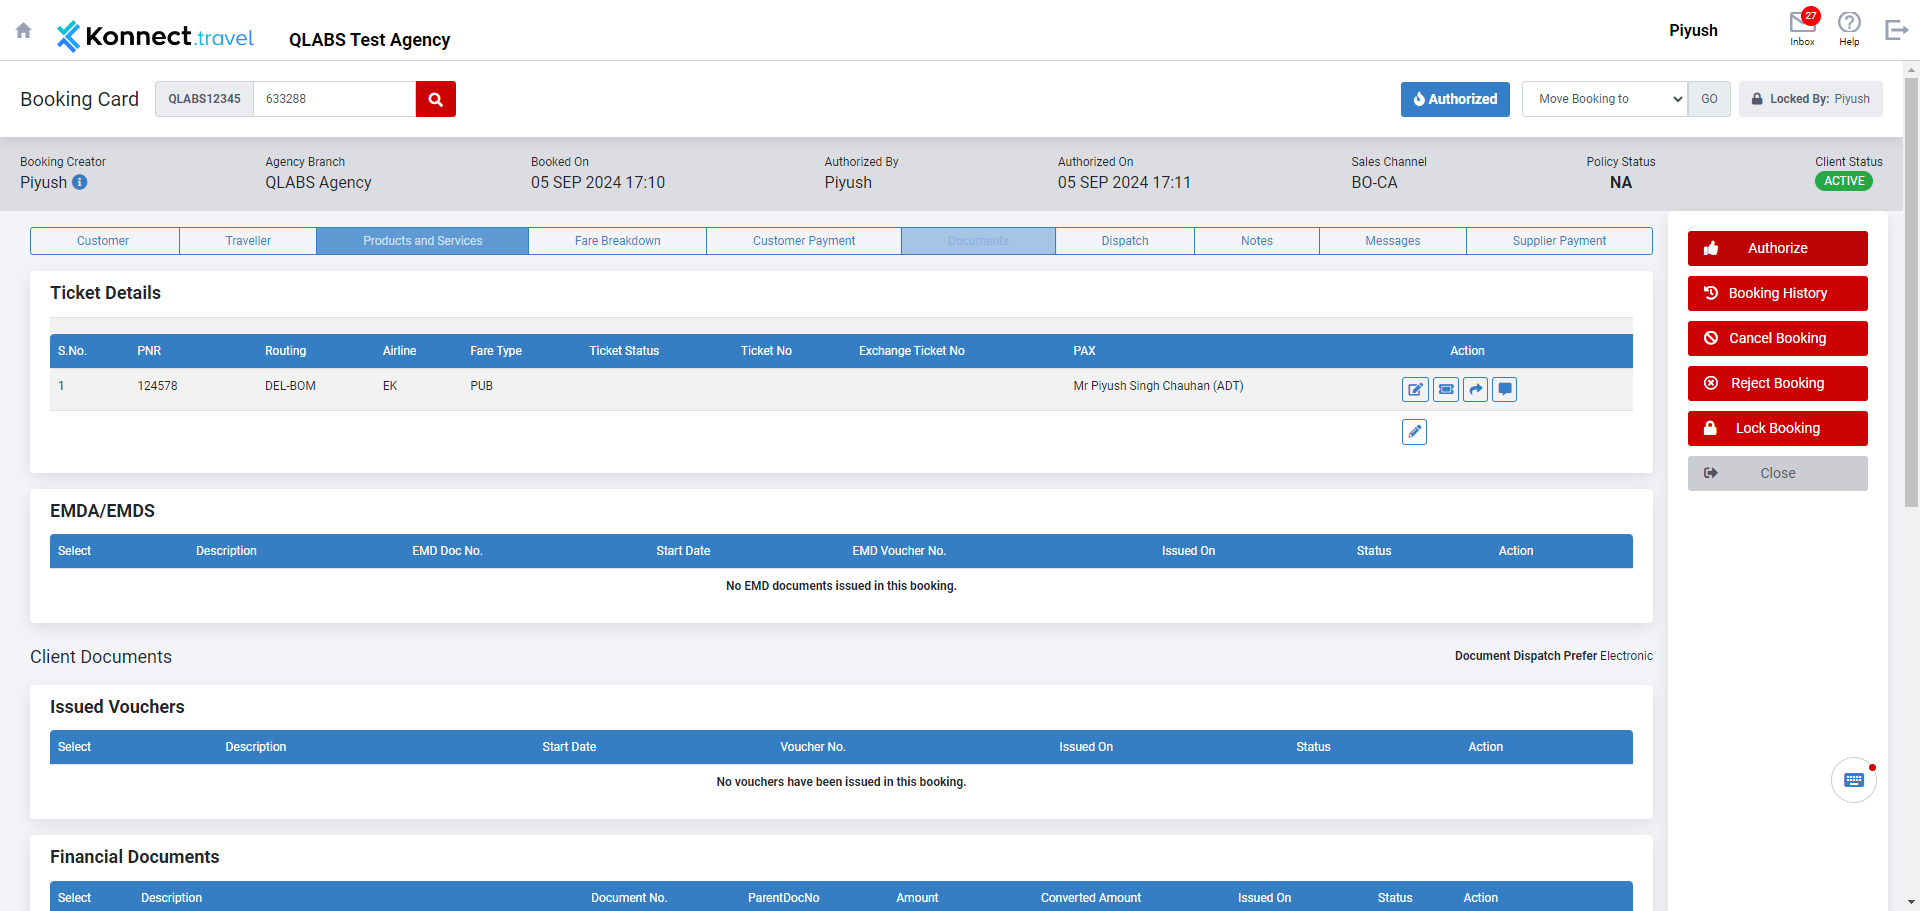 Konnect.travel QLABS Test Agency Piyush 27 Inbox Help
Booking Card QLABS12345 633288 Authorized Move Booking to GO Locked By: Piyush
Booking Creator Agency Branch Booked On Authorized By Authorized On Sales Channel Policy Status Client Status
Piyush QLABS Agency 05 SEP 2024 17:10 Piyush 05 SEP 2024 17:11 BO-CA NA ACTIVE
Customer Traveller Products and Services Fare Breakdown Customer Payment Documents Dispatch Notes Messages Supplier Payment
Authorize
Booking History
Cancel Booking
Reject Booking
Lock Booking
Close
Ticket Details
S.No. PNR Routing Airline Fare Type Ticket Status Ticket No Exchange Ticket No PAX Action
1 124578 DEL-BOM EK PUB Mr Piyush Singh Chauhan (ADT)
EMDA/EMDS
Select Description EMD Doc No. Start Date EMD Voucher No. Issued On Status Action
No EMD documents issued in this booking.
Client Documents Document Dispatch Prefer Electronic
Issued Vouchers
Select Description Start Date Voucher No. Issued On Status Action
No vouchers have been issued in this booking.
Financial Documents
Select Description Document No. ParentDocNo Amount Converted Amount Issued On Status Action